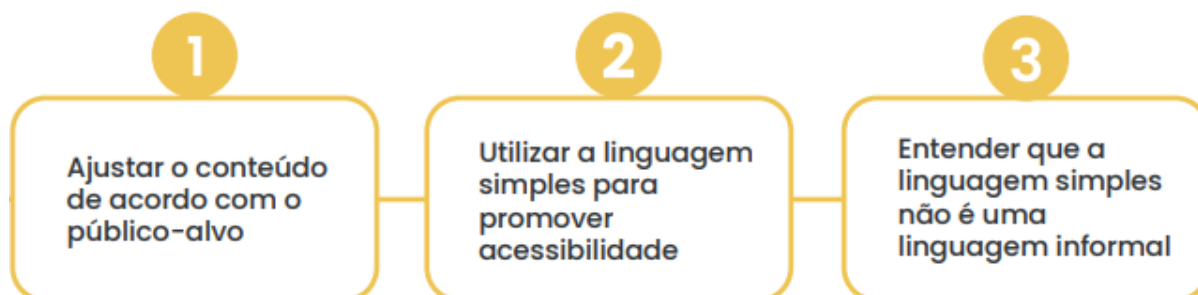 1
Ajustar o conteúdo
de acordo com o
público-alvo
2
Utilizar a linguagem
simples para
promover
acessibilidade
3
Entender que a
linguagem simples
não é uma
linguagem informal